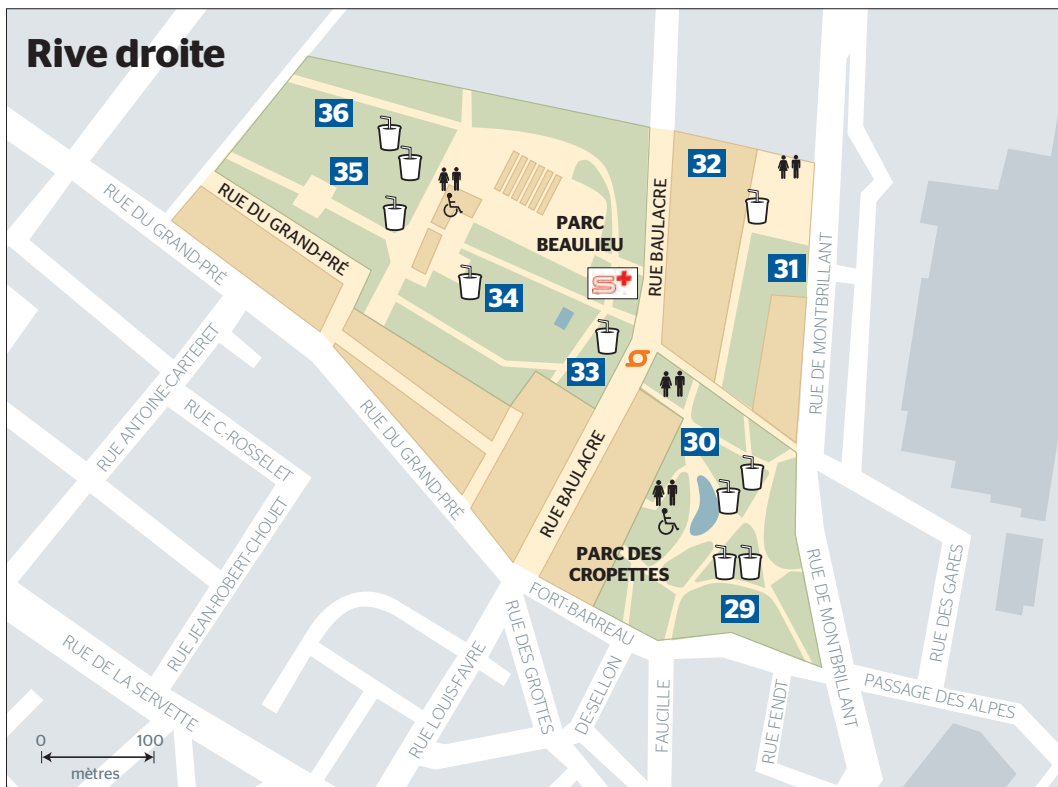 Rive droite
36
35
32
31
34
33
30
29
PARC
BEAULIEU
PARC DES
CROPETTES
RUE DU GRAND-PRÉ
RUE DU GRAND-PRÉ
RUE DU GRAND-PRÉ
RUE BAULACRE
RUE BAULACRE
RUE DE MONTBRILLANT
RUE DE MONTBRILLANT
RUE ANTOINE-CARTERET
RUE C.-ROSSELET
RUE JEAN-ROBERT-CHOUET
RUE DE LA SERVETTE
RUE LOUIS-FAVRE
RUE DES GROTTES
FORT-BARREAU
DE-SELLON
FAUCILLE
RUE FENDT
PASSAGE DES ALPES
RUE DES GARES
S+
0 100
mètres